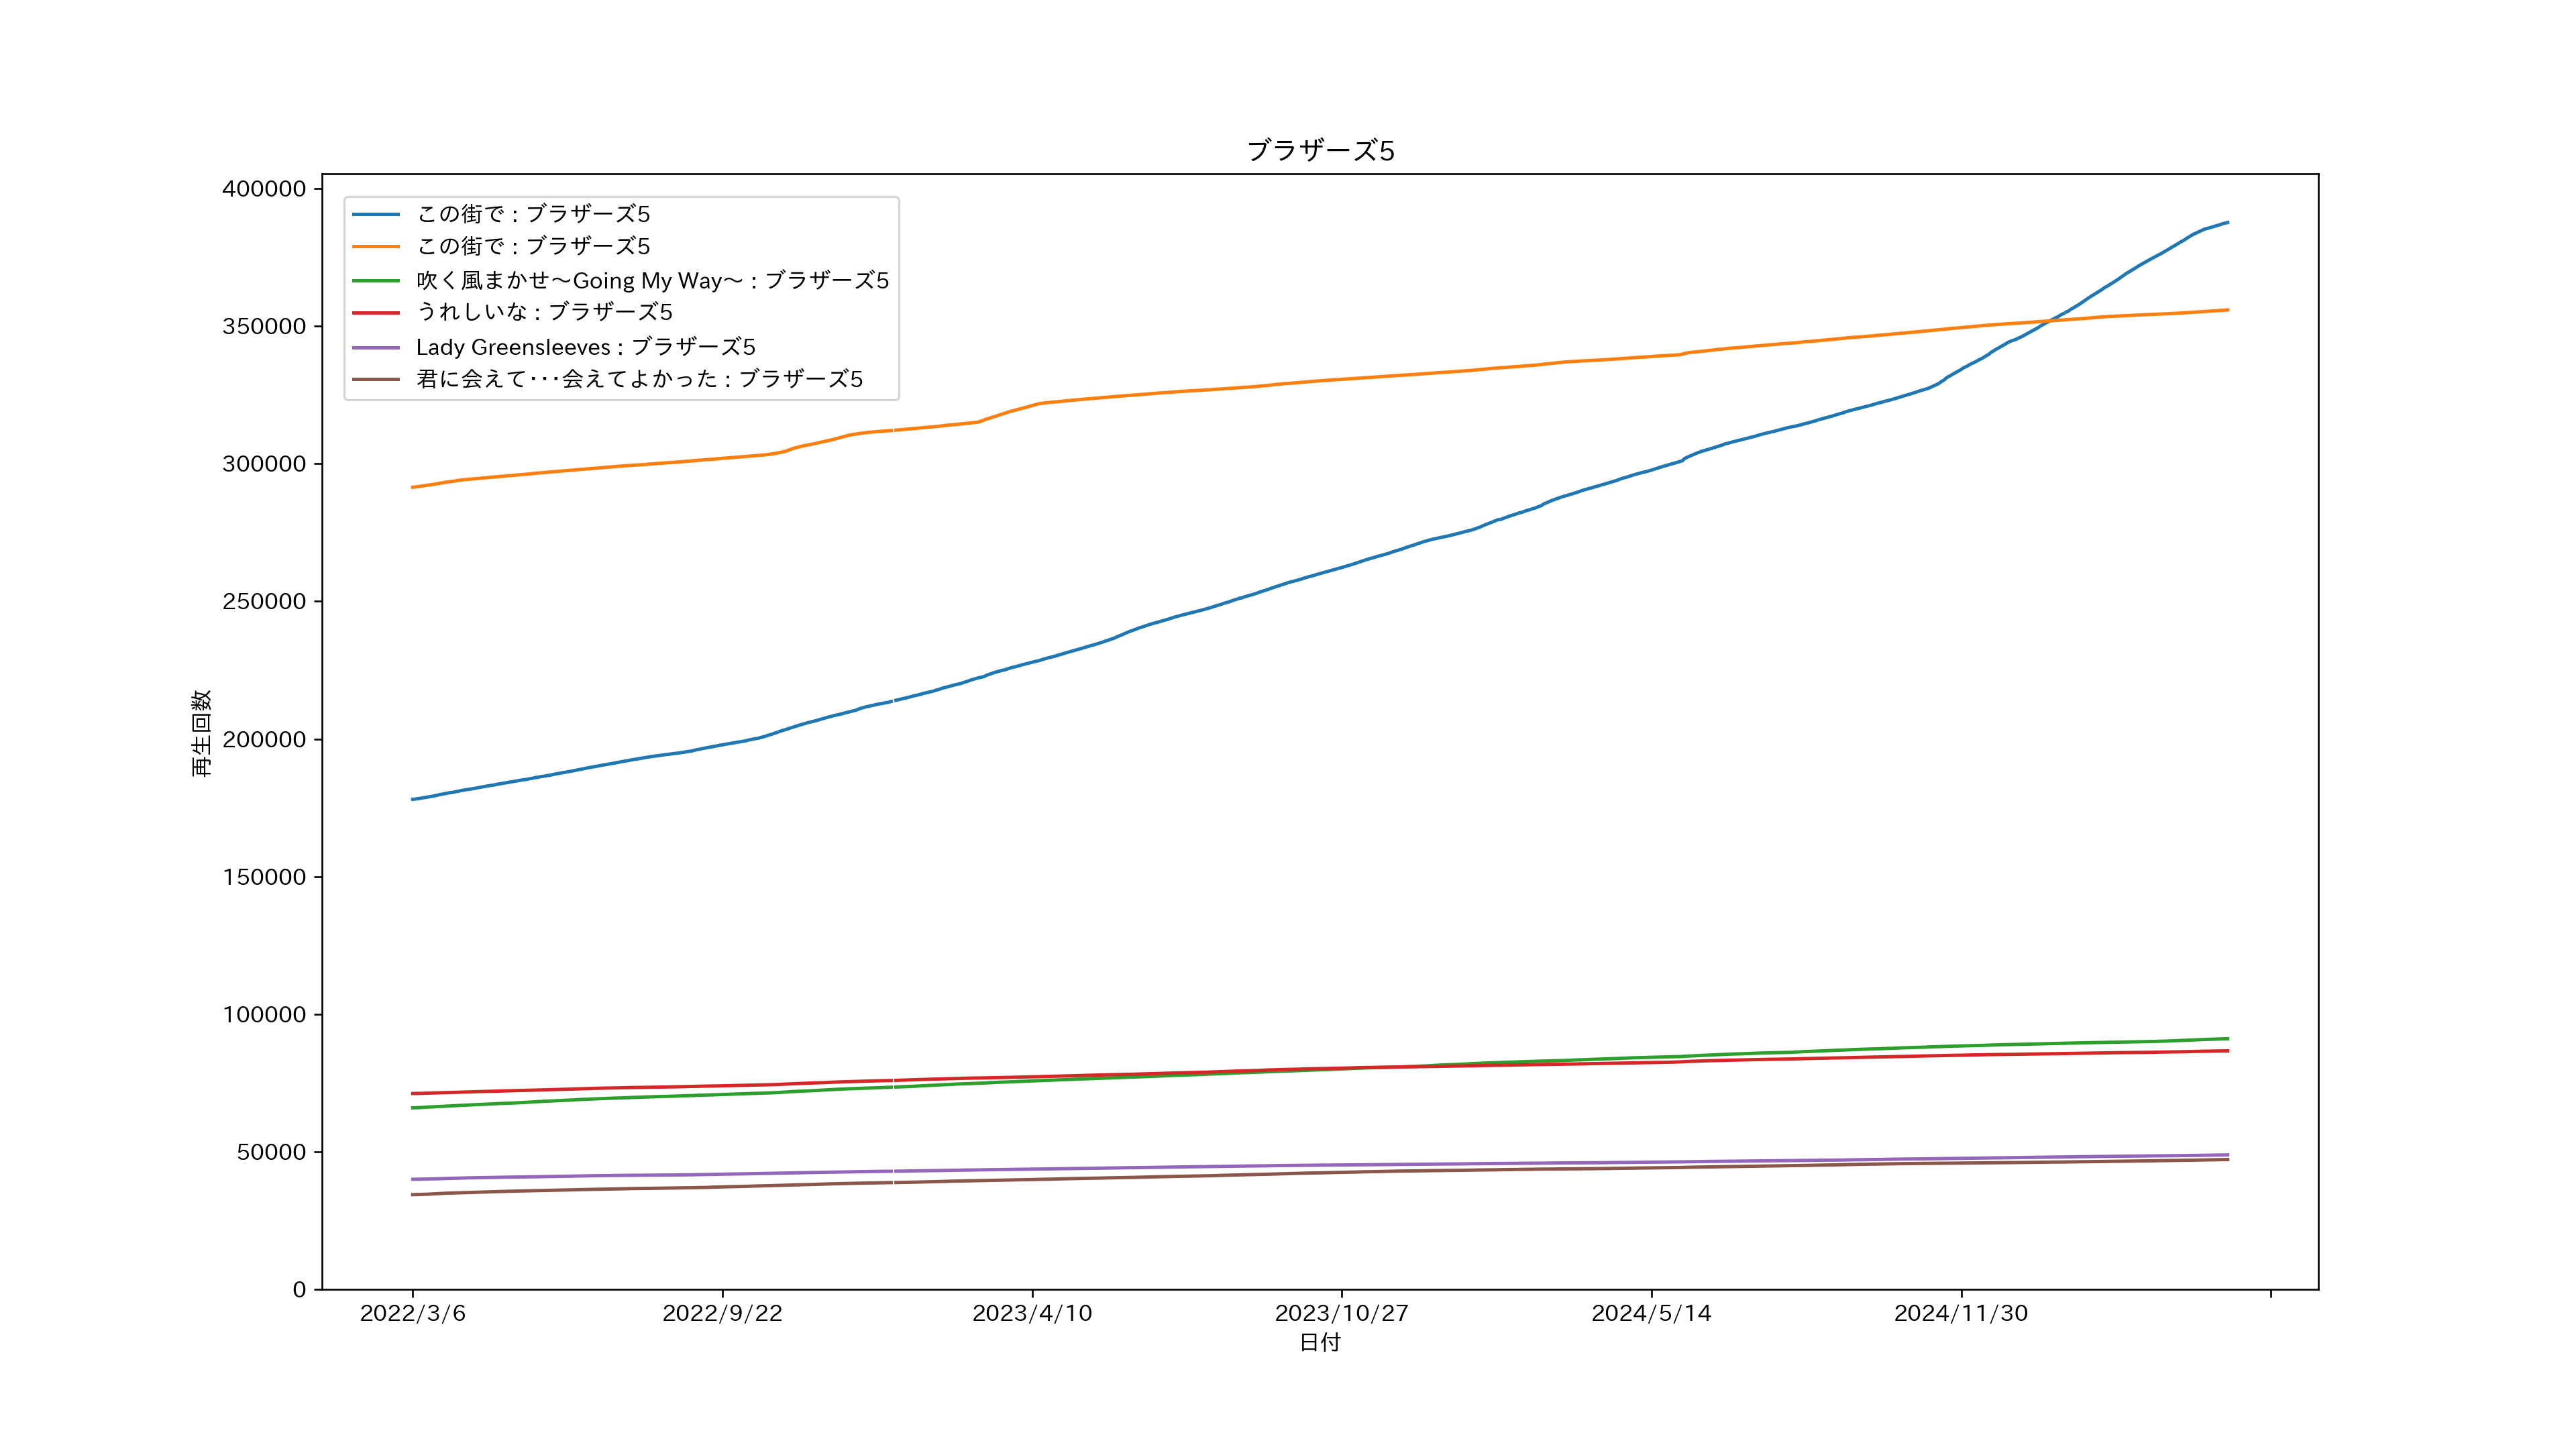 ブラザーズ5
400000
350000
300000
250000
200000
150000
100000
50000
0
再生回数
この街で : ブラザーズ5
この街で : ブラザーズ5
吹く風まかせ〜Going My Way〜 : ブラザーズ5
うれしいな : ブラザーズ5
Lady Greensleeves : ブラザーズ5
君に会えて･･･会えてよかった : ブラザーズ5
2022/3/6 2022/9/22 2023/4/10 2023/10/27 2024/5/14 2024/11/30
日付